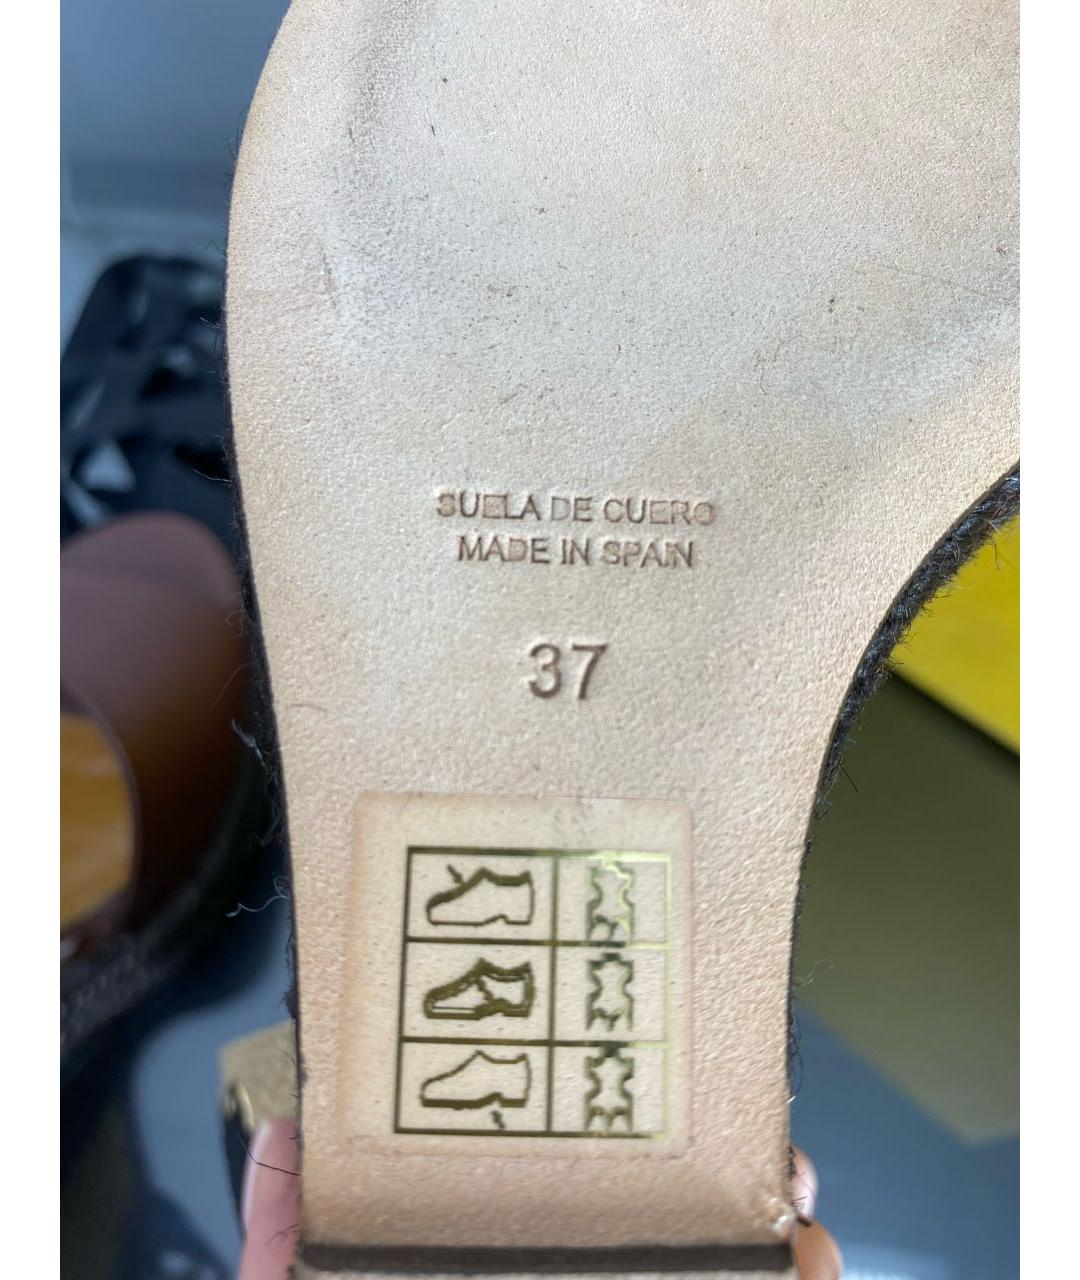 SUELA DE CUERO
MADE IN SPAIN
37